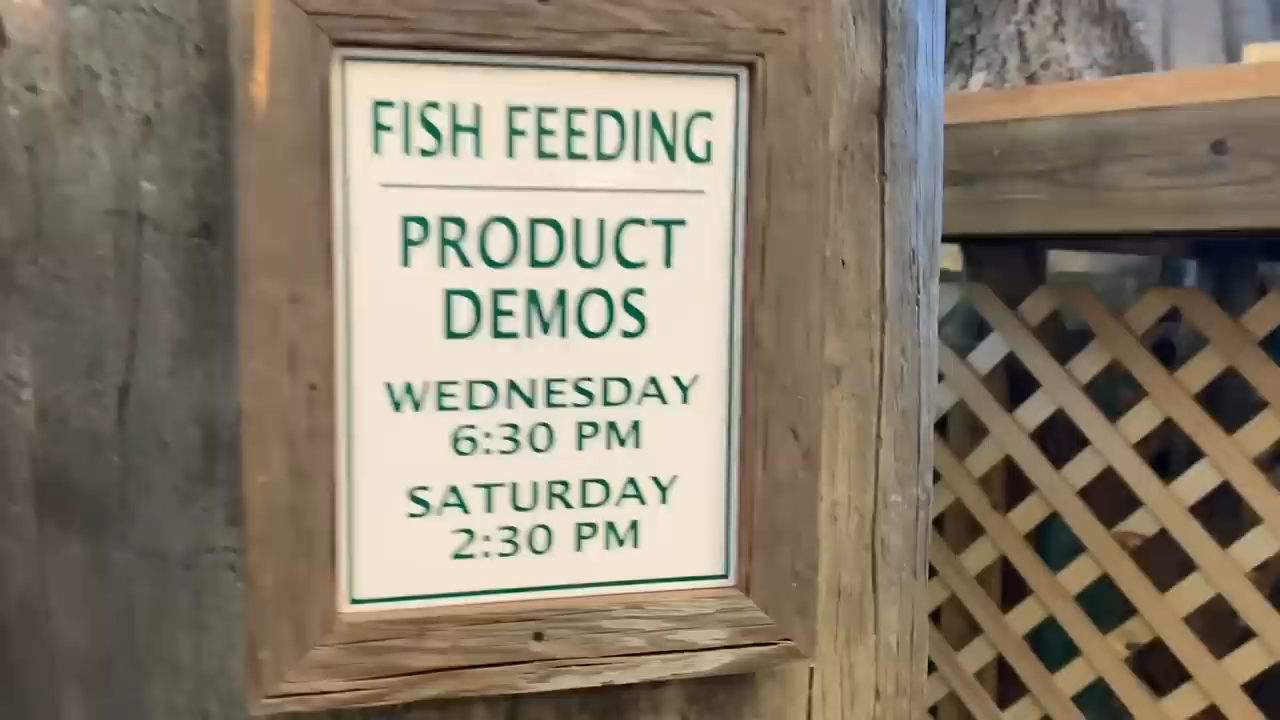 FISH FEEDING
PRODUCT
DEMOS
WEDNESDAY
6:30 PM
SATURDAY
2:30 PM